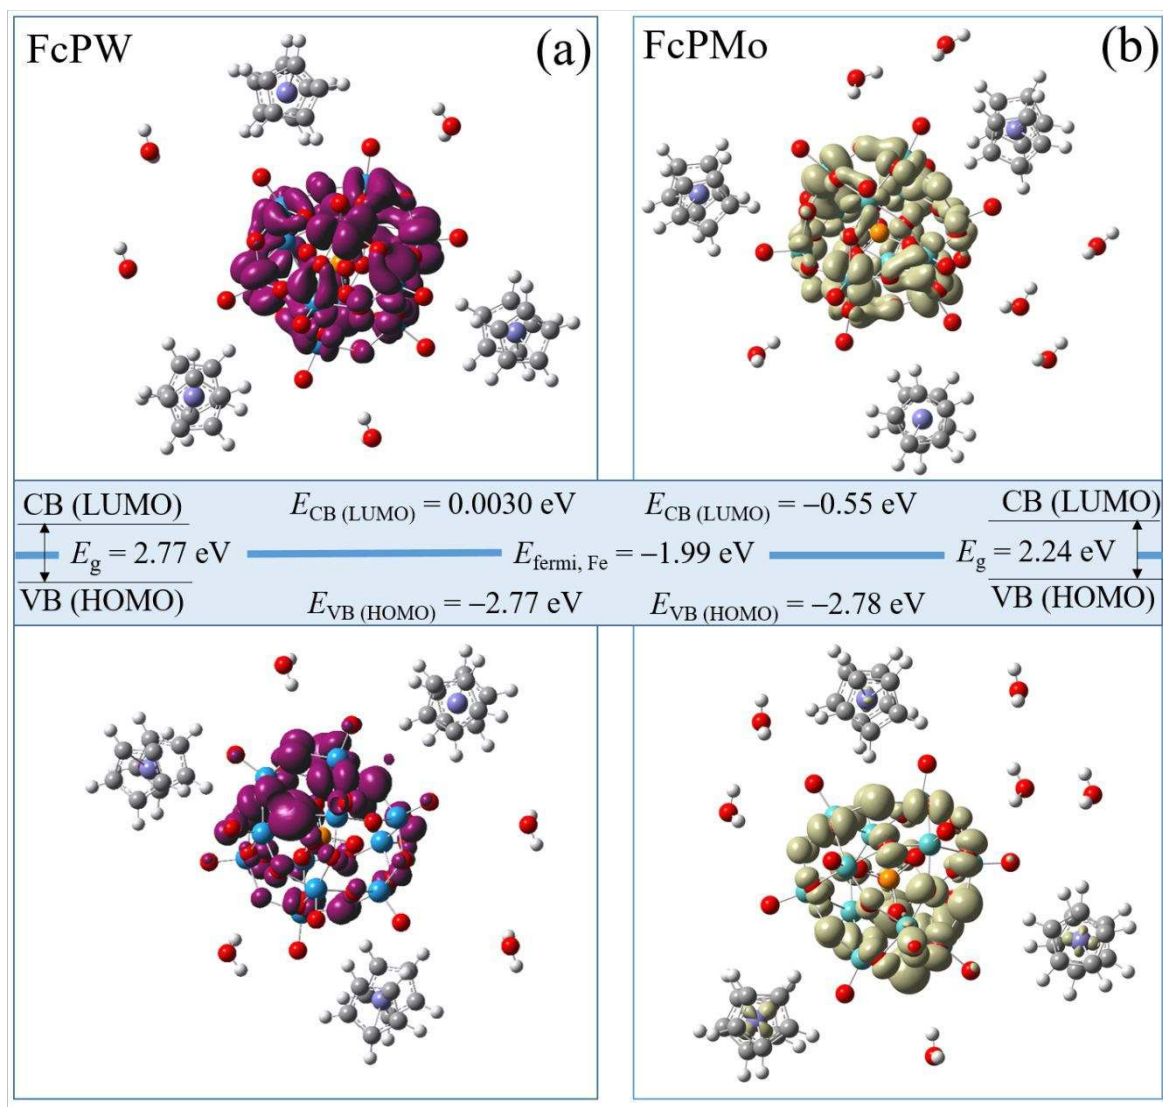 FcPW (a)
FcPMo (b)
CB (LUMO)
E_CB (LUMO) = 0.0030 eV
E_CB (LUMO) = −0.55 eV
CB (LUMO)
E_g = 2.77 eV
E_fermi, Fe = −1.99 eV
E_g = 2.24 eV
VB (HOMO)
E_VB (HOMO) = −2.77 eV
E_VB (HOMO) = −2.78 eV
VB (HOMO)